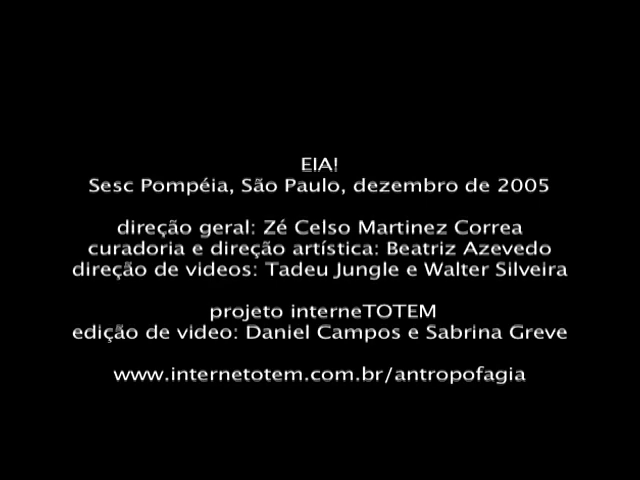 EIA!
Sesc Pompéia, São Paulo, dezembro de 2005
direção geral: Zé Celso Martinez Correa
curadoria e direção artística: Beatriz Azevedo
direção de videos: Tadeu Jungle e Walter Silveira
projeto interneTOTEM
edição de video: Daniel Campos e Sabrina Greve
www.internetotem.com.br/antropofagia